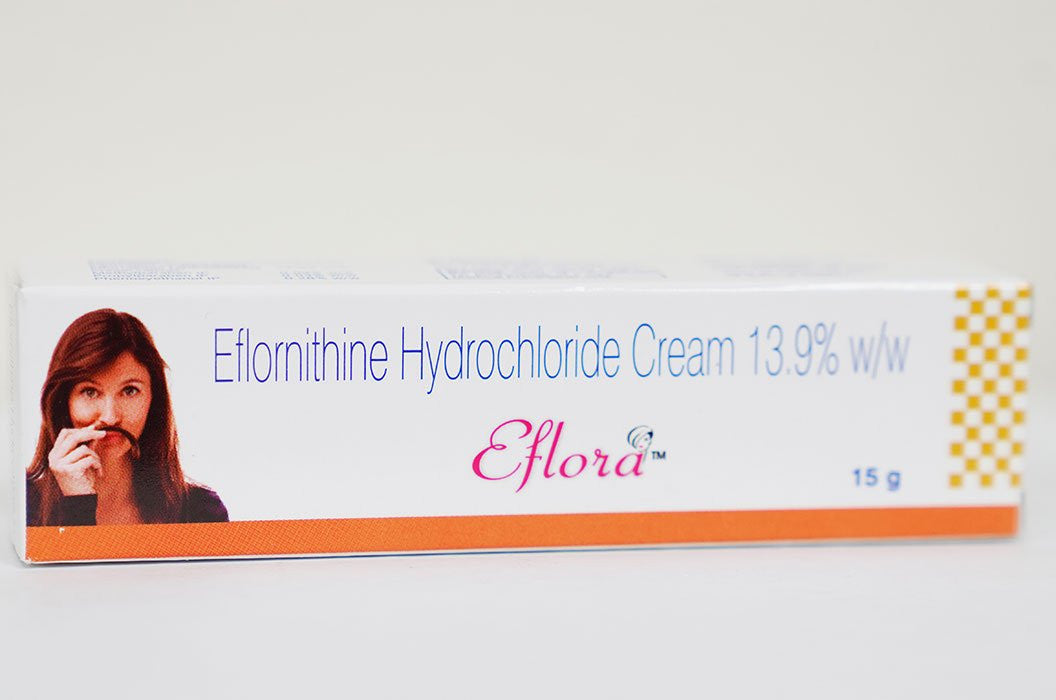 Eflornithine Hydrochloride Cream 13.9% w/w
Eflora™
15 g